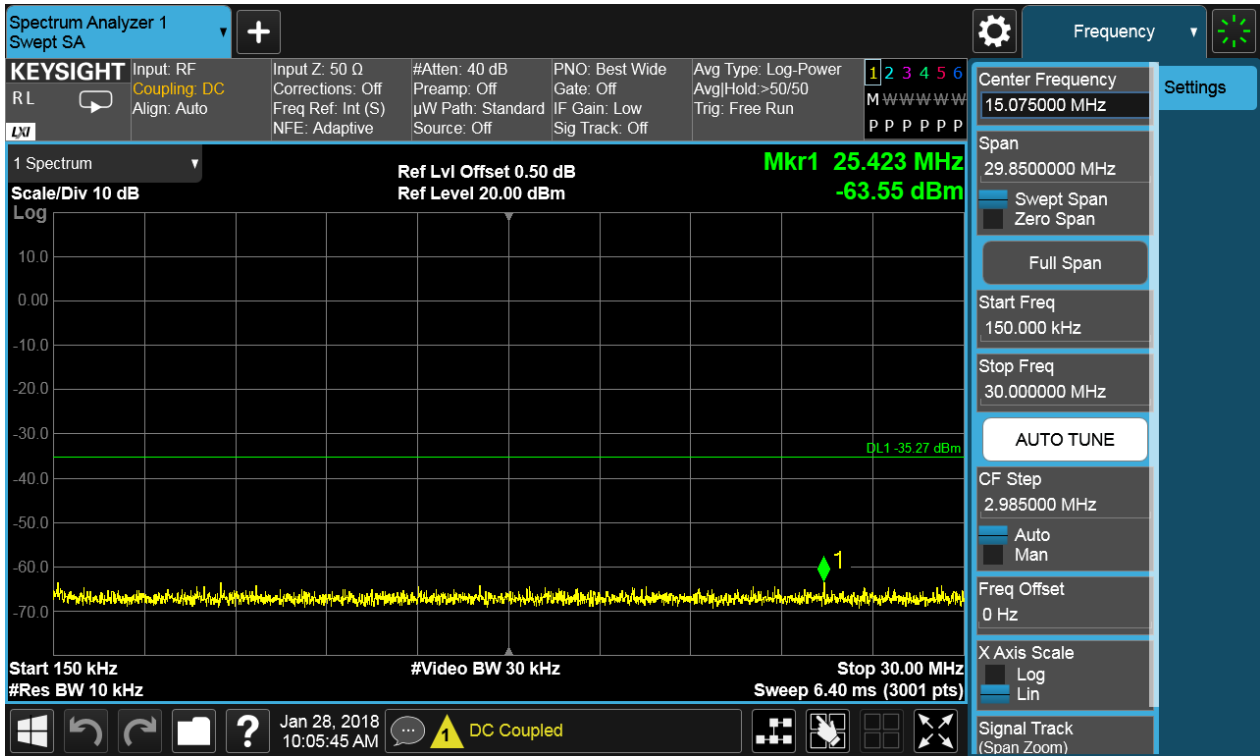 Spectrum Analyzer 1
Swept SA
Frequency
KEYSIGHT
RL
LXI
Input: RF
Coupling: DC
Align: Auto
Input Z: 50 Ω
Corrections: Off
Freq Ref: Int (S)
NFE: Adaptive
#Atten: 40 dB
Preamp: Off
µW Path: Standard
Source: Off
PNO: Best Wide
Gate: Off
IF Gain: Low
Sig Track: Off
Avg Type: Log-Power
Avg|Hold:>50/50
Trig: Free Run
1 2 3 4 5 6
M W W W W W
P P P P P P
1 Spectrum
Scale/Div 10 dB
Ref Lvl Offset 0.50 dB
Ref Level 20.00 dBm
Mkr1 25.423 MHz
-63.55 dBm
Log
10.0
0.00
-10.0
-20.0
-30.0
DL1 -35.27 dBm
-40.0
-50.0
1
-60.0
-70.0
Start 150 kHz
#Video BW 30 kHz
Stop 30.00 MHz
#Res BW 10 kHz
Sweep 6.40 ms (3001 pts)
Center Frequency
15.075000 MHz
Settings
Span
29.8500000 MHz
Swept Span
Zero Span
Full Span
Start Freq
150.000 kHz
Stop Freq
30.000000 MHz
AUTO TUNE
CF Step
2.985000 MHz
Auto
Man
Freq Offset
0 Hz
X Axis Scale
Log
Lin
Signal Track
(Span Zoom)
?
Jan 28, 2018
10:05:45 AM
1
DC Coupled